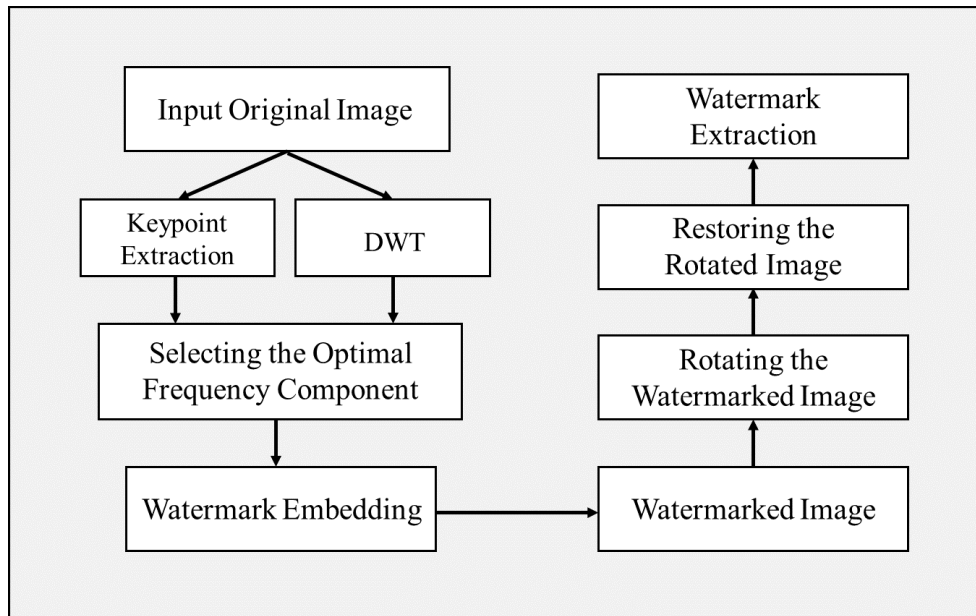 Input Original Image
Keypoint
Extraction
DWT
Selecting the Optimal
Frequency Component
Watermark Embedding
Watermarked Image
Rotating the
Watermarked Image
Restoring the
Rotated Image
Watermark
Extraction